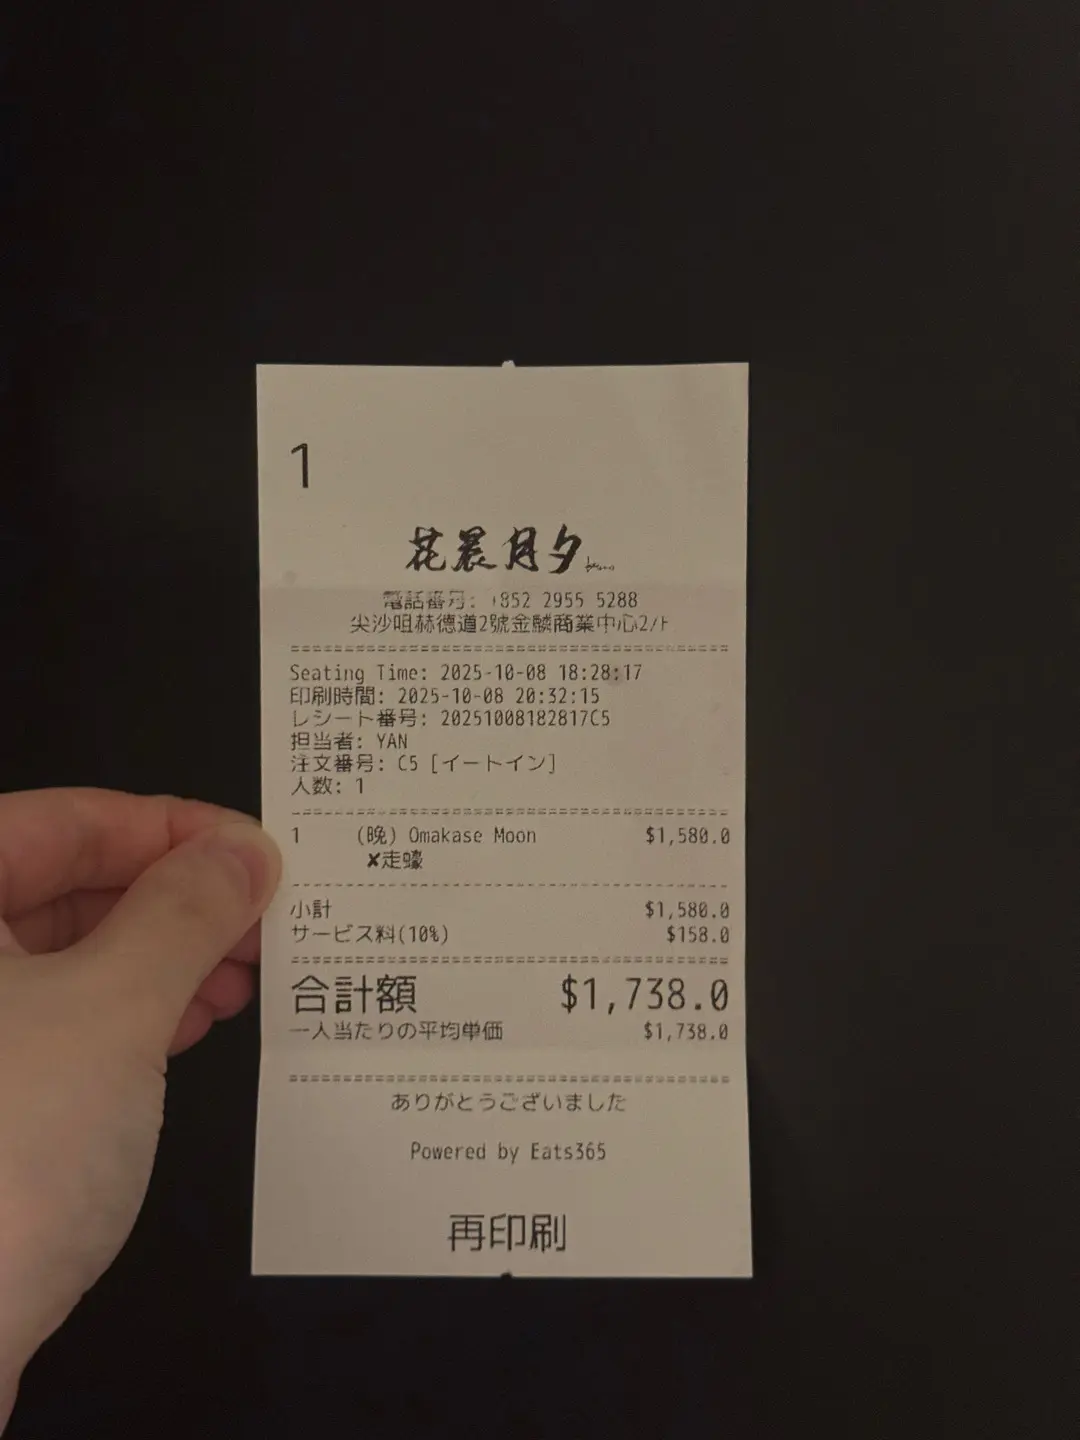 1
花晨月夕
電話番号: +852 2955 5288
尖沙咀赫德道2號金麟商業中心2/F
Seating Time: 2025-10-08 18:28:17
印刷時間: 2025-10-08 20:32:15
レシート番号: 20251008182817C5
担当者: YAN
注文番号: C5 [イートイン]
人数: 1
1 (晚) Omakase Moon $1,580.0
✘走蠔
小計 $1,580.0
サービス料(10%) $158.0
合計額 $1,738.0
一人当たりの平均単価 $1,738.0
ありがとうございました
Powered by Eats365
再印刷